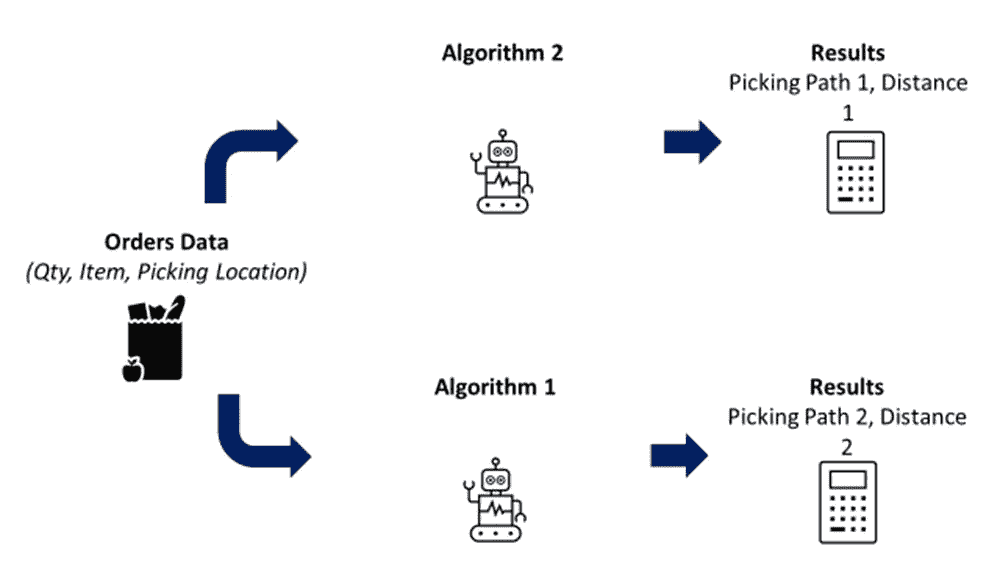 Algorithm 2
Results
Picking Path 1, Distance
1
Orders Data
(Qty, Item, Picking Location)
Algorithm 1
Results
Picking Path 2, Distance
2